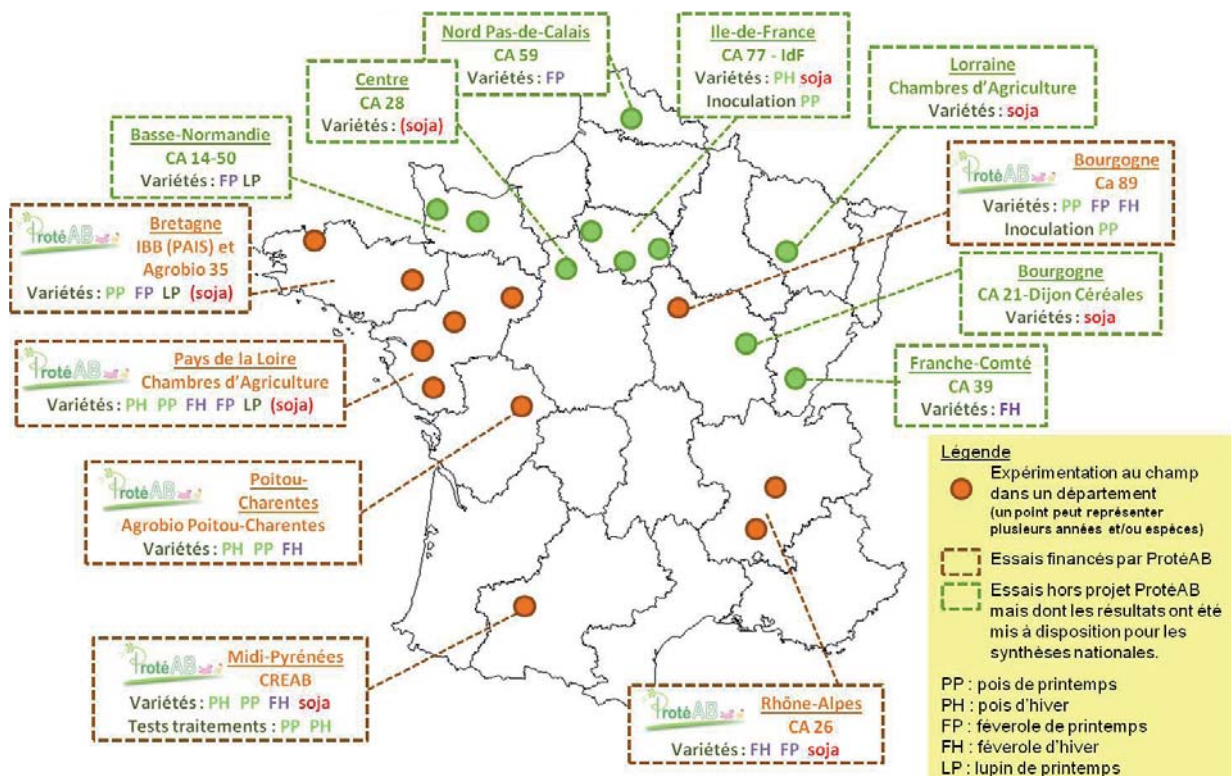 Nord Pas-de-Calais
CA 59
Variétés : FP
Ile-de-France
CA 77 - IdF
Variétés : PH soja
Inoculation PP
Lorraine
Chambres d'Agriculture
Variétés : soja
Centre
CA 28
Variétés : (soja)
Basse-Normandie
CA 14-50
Variétés : FP LP
ProtéAB
Bourgogne
Ca 89
Variétés : PP FP FH
Inoculation PP
ProtéAB
Bretagne
IBB (PAIS) et
Agrobio 35
Variétés : PP FP LP (soja)
Bourgogne
CA 21-Dijon Céréales
Variétés : soja
ProtéAB
Pays de la Loire
Chambres d'Agriculture
Variétés : PH PP FH FP LP (soja)
Franche-Comté
CA 39
Variétés : FH
ProtéAB
Poitou-
Charentes
Agrobio Poitou-Charentes
Variétés : PH PP FH
ProtéAB
Midi-Pyrénées
CREAB
Variétés : PH PP FH soja
Tests traitements : PP PH
ProtéAB
Rhône-Alpes
CA 26
Variétés : FH FP soja
Légende
Expérimentation au champ
dans un département
(un point peut représenter
plusieurs années et/ou espèces)
Essais financés par ProtéAB
Essais hors projet ProtéAB
mais dont les résultats ont été
mis à disposition pour les
synthèses nationales.
PP : pois de printemps
PH : pois d'hiver
FP : féverole de printemps
FH : féverole d'hiver
LP : lupin de printemps